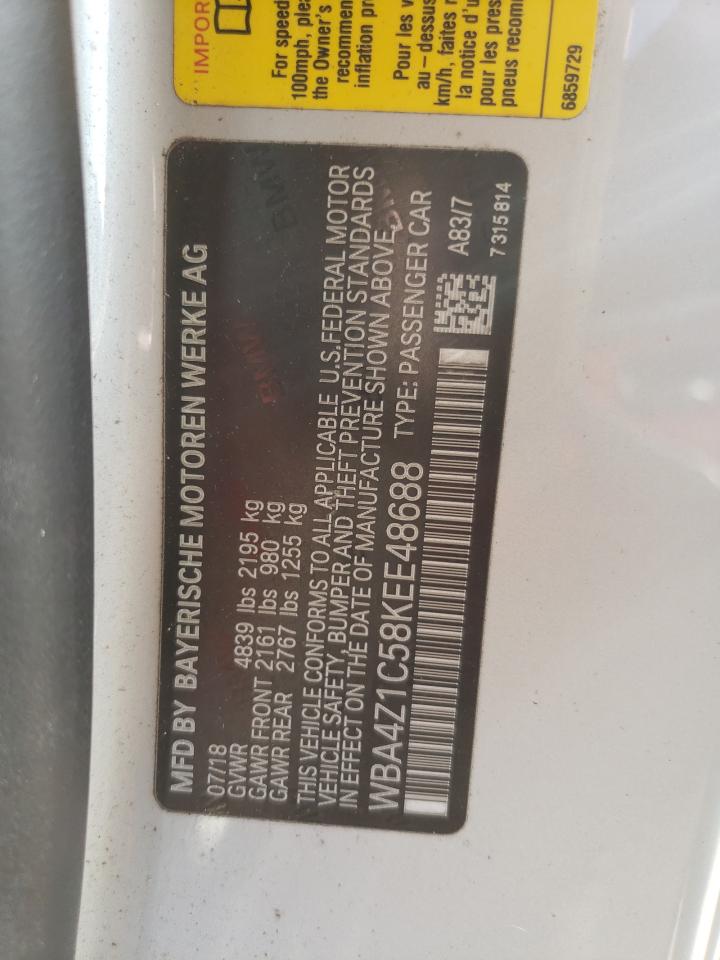 IMPOR
For speed
100mph, ple
the Owner's
recommen
inflation pr
Pour les v
au-dessus
km/h, faites
la notice d'u
pour les pres
pneus recom
6859729
MFD BY BAYERISCHE MOTOREN WERKE AG
07/18
GVWR 4839 lbs 2195 kg
GAWR FRONT 2161 lbs 980 kg
GAWR REAR 2767 lbs 1255 kg
THIS VEHICLE CONFORMS TO ALL APPLICABLE U.S.FEDERAL MOTOR
VEHICLE SAFETY, BUMPER AND THEFT PREVENTION STANDARDS
IN EFFECT ON THE DATE OF MANUFACTURE SHOWN ABOVE.
WBA4Z1C58KEE48688 TYPE: PASSENGER CAR
A83/7
7315814
BMW
BMW